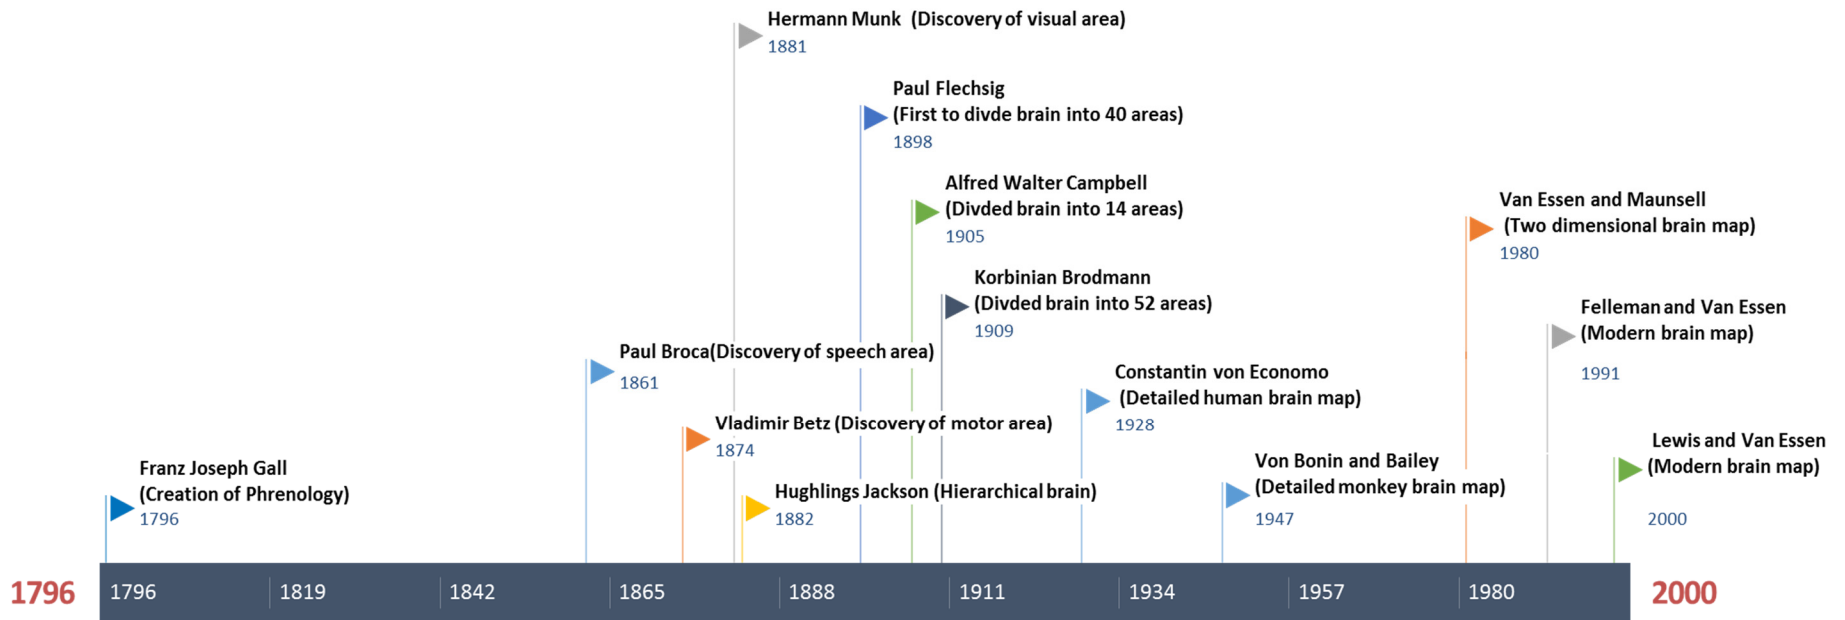 Hermann Munk (Discovery of visual area)
1881
Paul Flechsig
(First to divde brain into 40 areas)
1898
Alfred Walter Campbell
(Divded brain into 14 areas)
1905
Van Essen and Maunsell
(Two dimensional brain map)
1980
Korbinian Brodmann
(Divded brain into 52 areas)
1909
Felleman and Van Essen
(Modern brain map)
1991
Paul Broca(Discovery of speech area)
1861
Constantin von Economo
(Detailed human brain map)
1928
Vladimir Betz (Discovery of motor area)
1874
Lewis and Van Essen
(Modern brain map)
2000
Von Bonin and Bailey
(Detailed monkey brain map)
1947
Franz Joseph Gall
(Creation of Phrenology)
1796
Hughlings Jackson (Hierarchical brain)
1882
1796 1796 1819 1842 1865 1888 1911 1934 1957 1980 2000